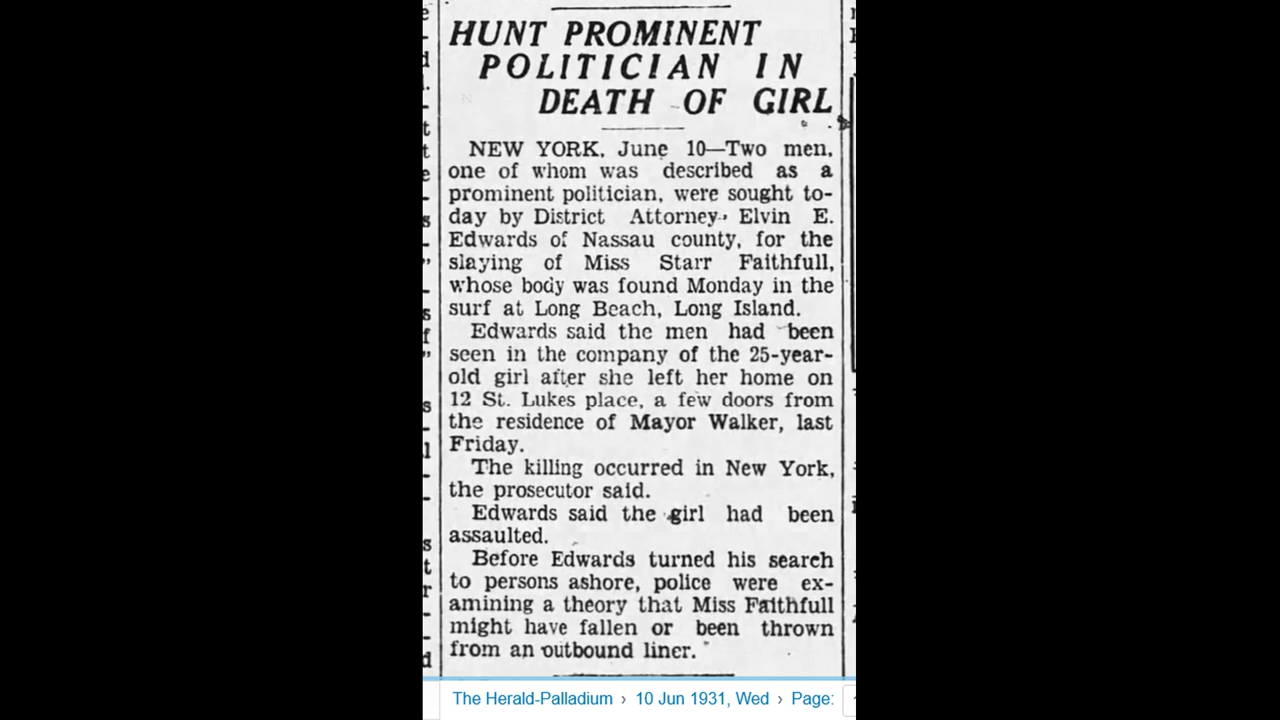 HUNT PROMINENT
POLITICIAN IN
DEATH OF GIRL
NEW YORK, June 10—Two men,
one of whom was described as a
prominent politician, were sought to-
day by District Attorney Elvin E.
Edwards of Nassau county, for the
slaying of Miss Starr Faithfull,
whose body was found Monday in the
surf at Long Beach, Long Island.
Edwards said the men had been
seen in the company of the 25-year-
old girl after she left her home on
12 St. Lukes place, a few doors from
the residence of Mayor Walker, last
Friday.
The killing occurred in New York,
the prosecutor said.
Edwards said the girl had been
assaulted.
Before Edwards turned his search
to persons ashore, police were ex-
amining a theory that Miss Faithfull
might have fallen or been thrown
from an outbound liner.
The Herald-Palladium › 10 Jun 1931, Wed › Page: